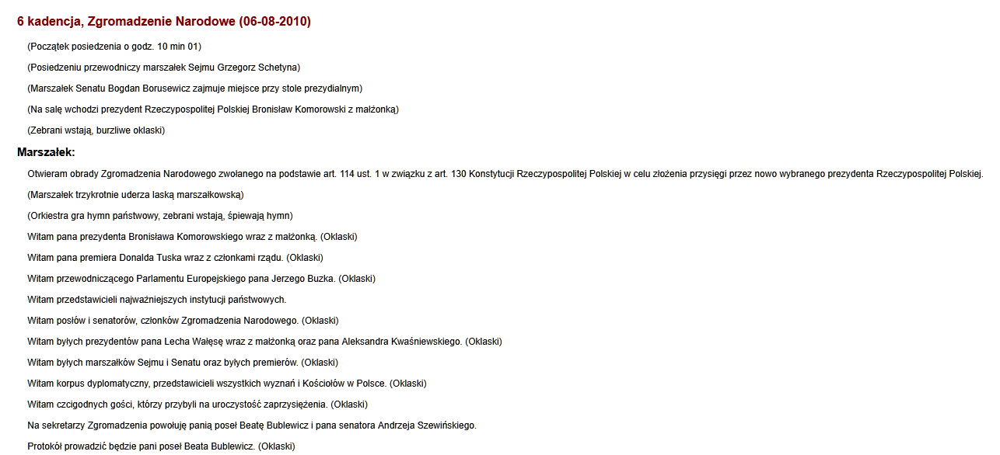 6 kadencja, Zgromadzenie Narodowe (06-08-2010)
(Początek posiedzenia o godz. 10 min 01)
(Posiedzeniu przewodniczy marszałek Sejmu Grzegorz Schetyna)
(Marszałek Senatu Bogdan Borusewicz zajmuje miejsce przy stole prezydialnym)
(Na salę wchodzi prezydent Rzeczypospolitej Polskiej Bronisław Komorowski z małżonką)
(Zebrani wstają, burzliwe oklaski)
Marszałek:
Otwieram obrady Zgromadzenia Narodowego zwołanego na podstawie art. 114 ust. 1 w związku z art. 130 Konstytucji Rzeczypospolitej Polskiej w celu złożenia przysięgi przez nowo wybranego prezydenta Rzeczypospolitej Polskiej.
(Marszałek trzykrotnie uderza laską marszałkowską)
(Orkiestra gra hymn państwowy, zebrani wstają, śpiewają hymn)
Witam pana prezydenta Bronisława Komorowskiego wraz z małżonką. (Oklaski)
Witam pana premiera Donalda Tuska wraz z członkami rządu. (Oklaski)
Witam przewodniczącego Parlamentu Europejskiego pana Jerzego Buzka. (Oklaski)
Witam przedstawicieli najważniejszych instytucji państwowych.
Witam posłów i senatorów, członków Zgromadzenia Narodowego. (Oklaski)
Witam byłych prezydentów pana Lecha Wałęsę wraz z małżonką oraz pana Aleksandra Kwaśniewskiego. (Oklaski)
Witam byłych marszałków Sejmu i Senatu oraz byłych premierów. (Oklaski)
Witam korpus dyplomatyczny, przedstawicieli wszystkich wyznań i Kościołów w Polsce. (Oklaski)
Witam czcigodnych gości, którzy przybyli na uroczystość zaprzysiężenia. (Oklaski)
Na sekretarzy Zgromadzenia powołuję panią poseł Beatę Bublewicz i pana senatora Andrzeja Szewińskiego.
Protokół prowadzić będzie pani poseł Beata Bublewicz. (Oklaski)